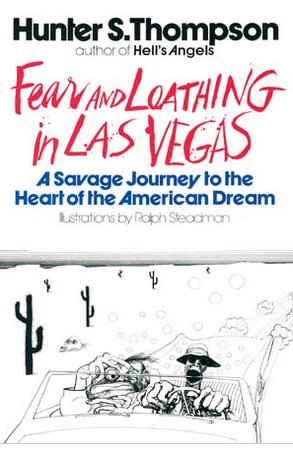 Hunter S. Thompson
author of Hell's Angels
FEAR AND LOATHING
in LAS VEGAS
A Savage Journey to the
Heart of the American Dream
Illustrations by Ralph Steadman